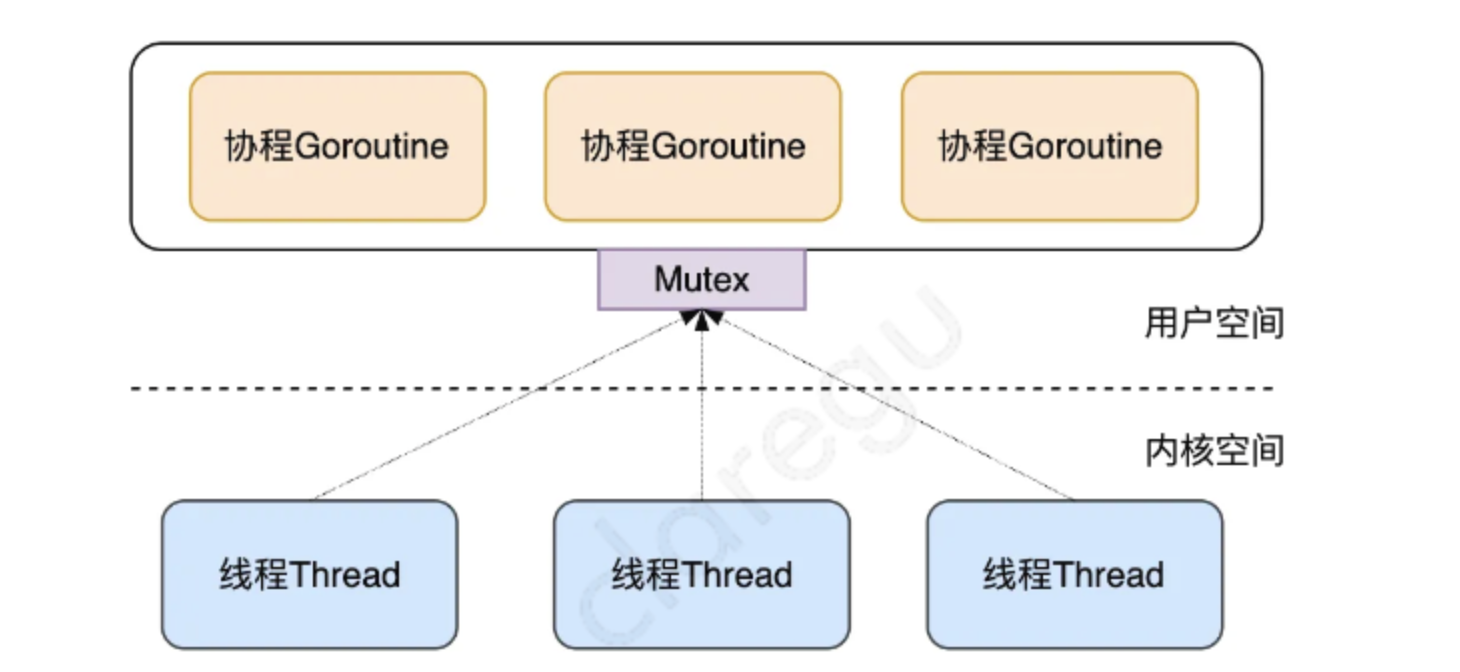 协程Goroutine
协程Goroutine
协程Goroutine
Mutex
用户空间
内核空间
线程Thread
线程Thread
线程Thread
claregu